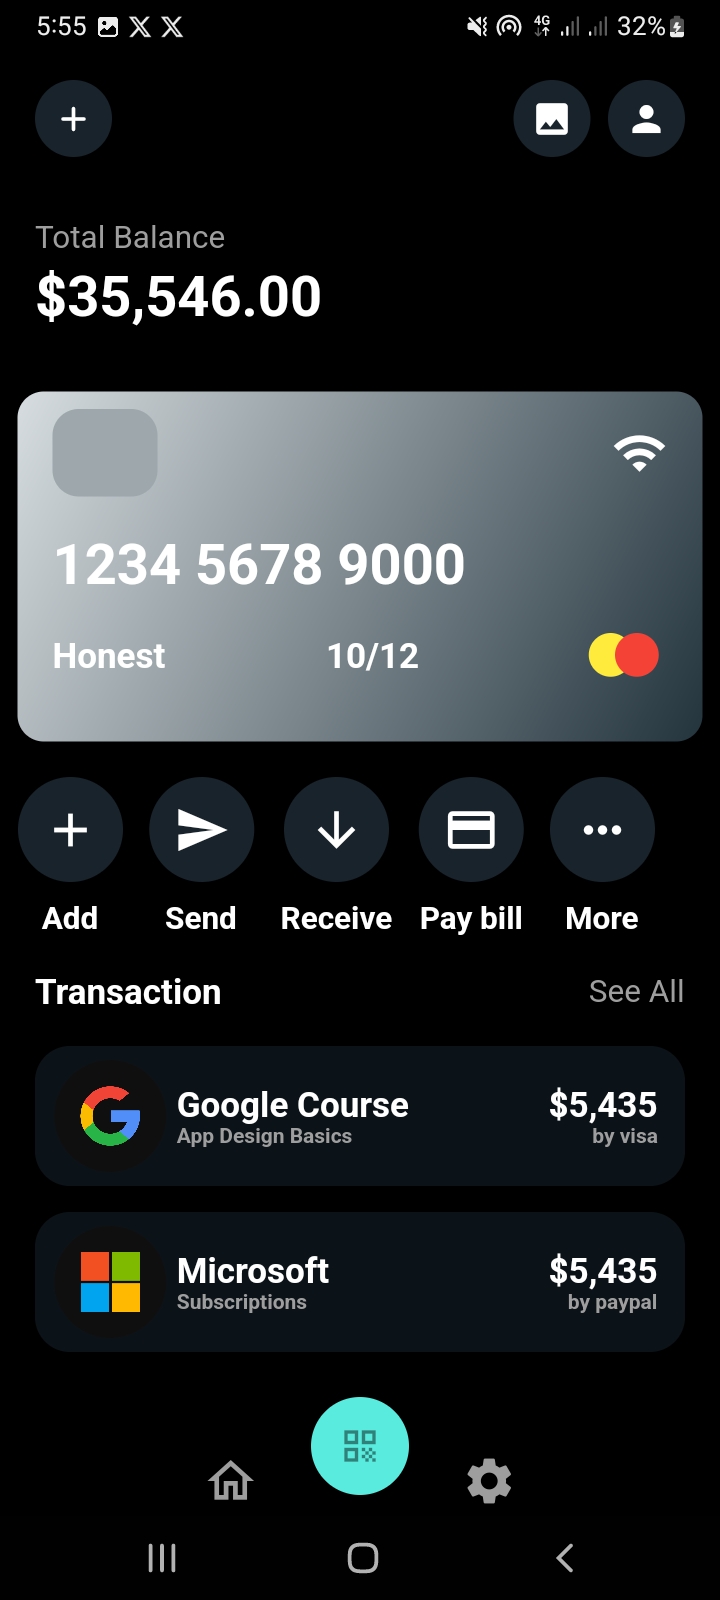 5:55 4G 32%
Total Balance
$35,546.00
1234 5678 9000
Honest 10/12
Add Send Receive Pay bill More
Transaction See All
Google Course $5,435
App Design Basics by visa
Microsoft $5,435
Subscriptions by paypal